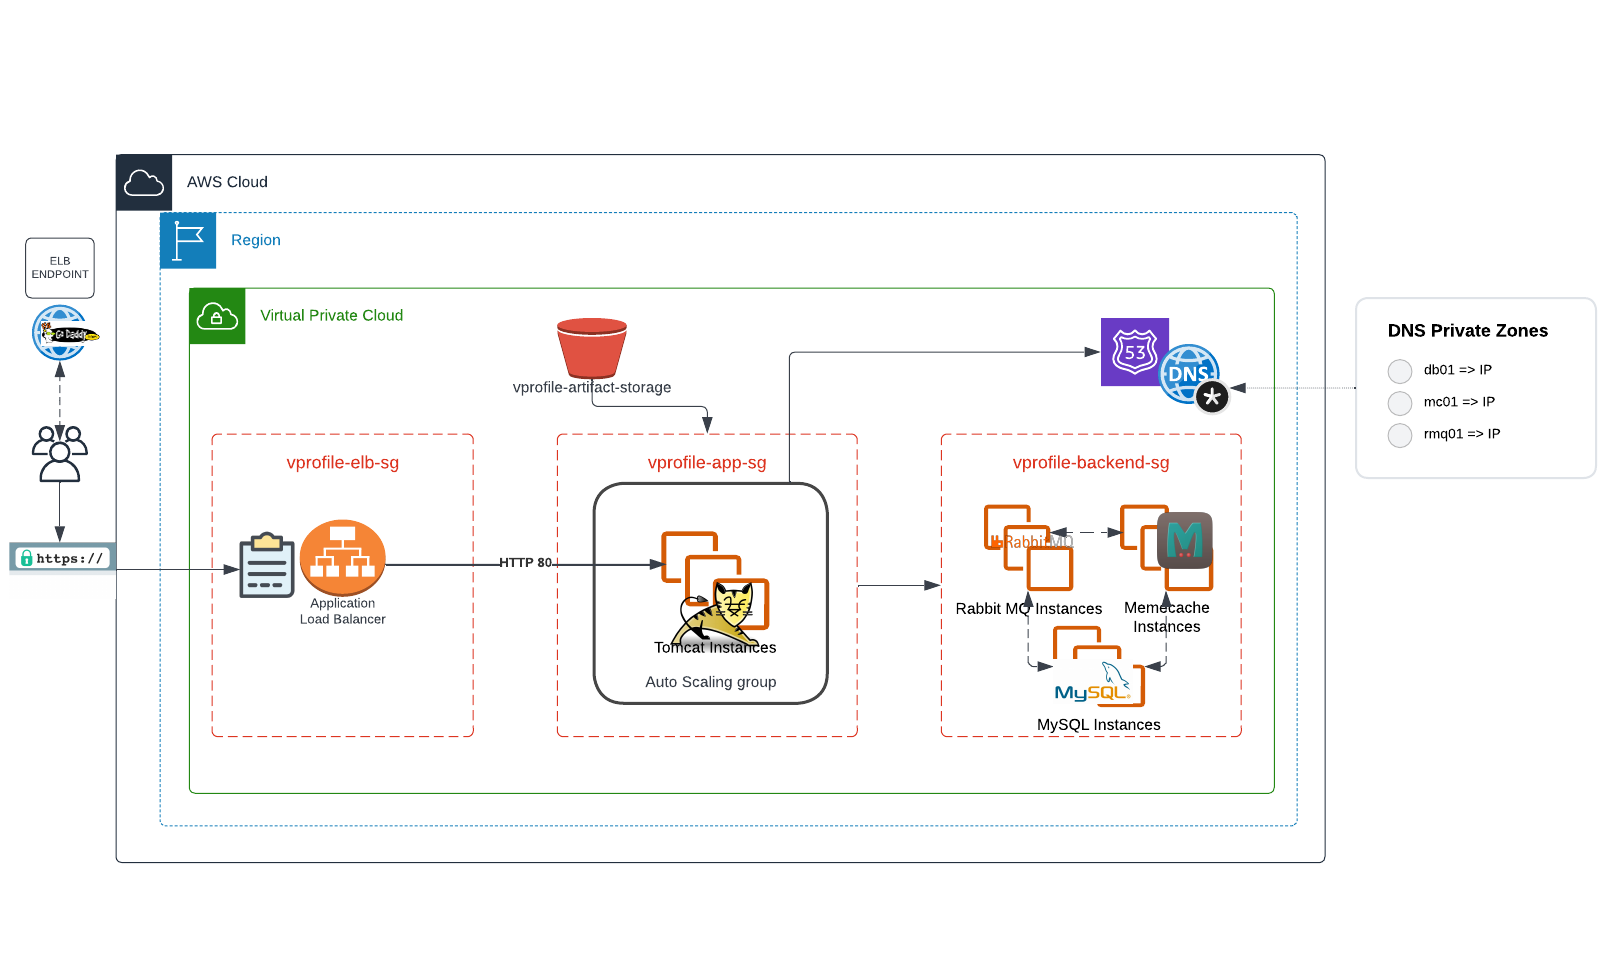 AWS Cloud
Region
ELB
ENDPOINT
Go Daddy
Virtual Private Cloud
vprofile-artifact-storage
53
DNS
*
DNS Private Zones
db01 => IP
mc01 => IP
rmq01 => IP
vprofile-elb-sg
vprofile-app-sg
vprofile-backend-sg
https://
Application
Load Balancer
HTTP 80
Tomcat Instances
Auto Scaling group
RabbitMQ
M
Rabbit MQ Instances
Memecache
Instances
MySQL
MySQL Instances